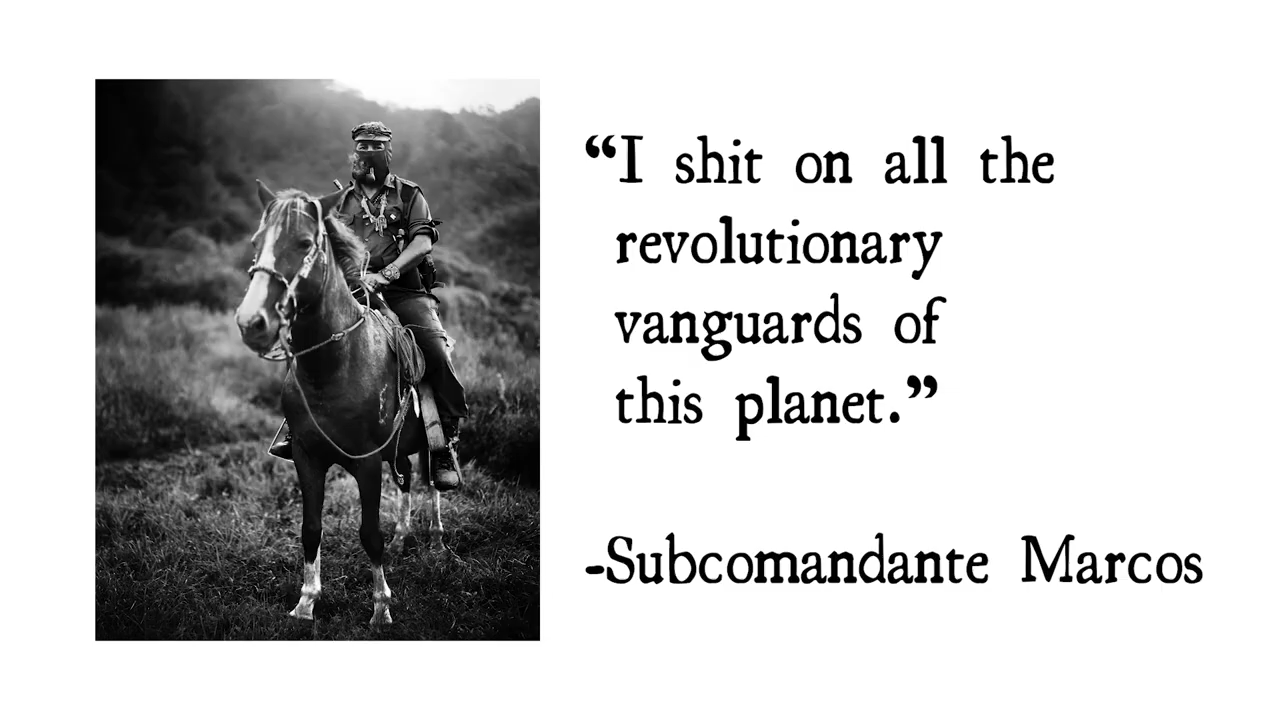 “I shit on all the
revolutionary
vanguards of
this planet.”
-Subcomandante Marcos